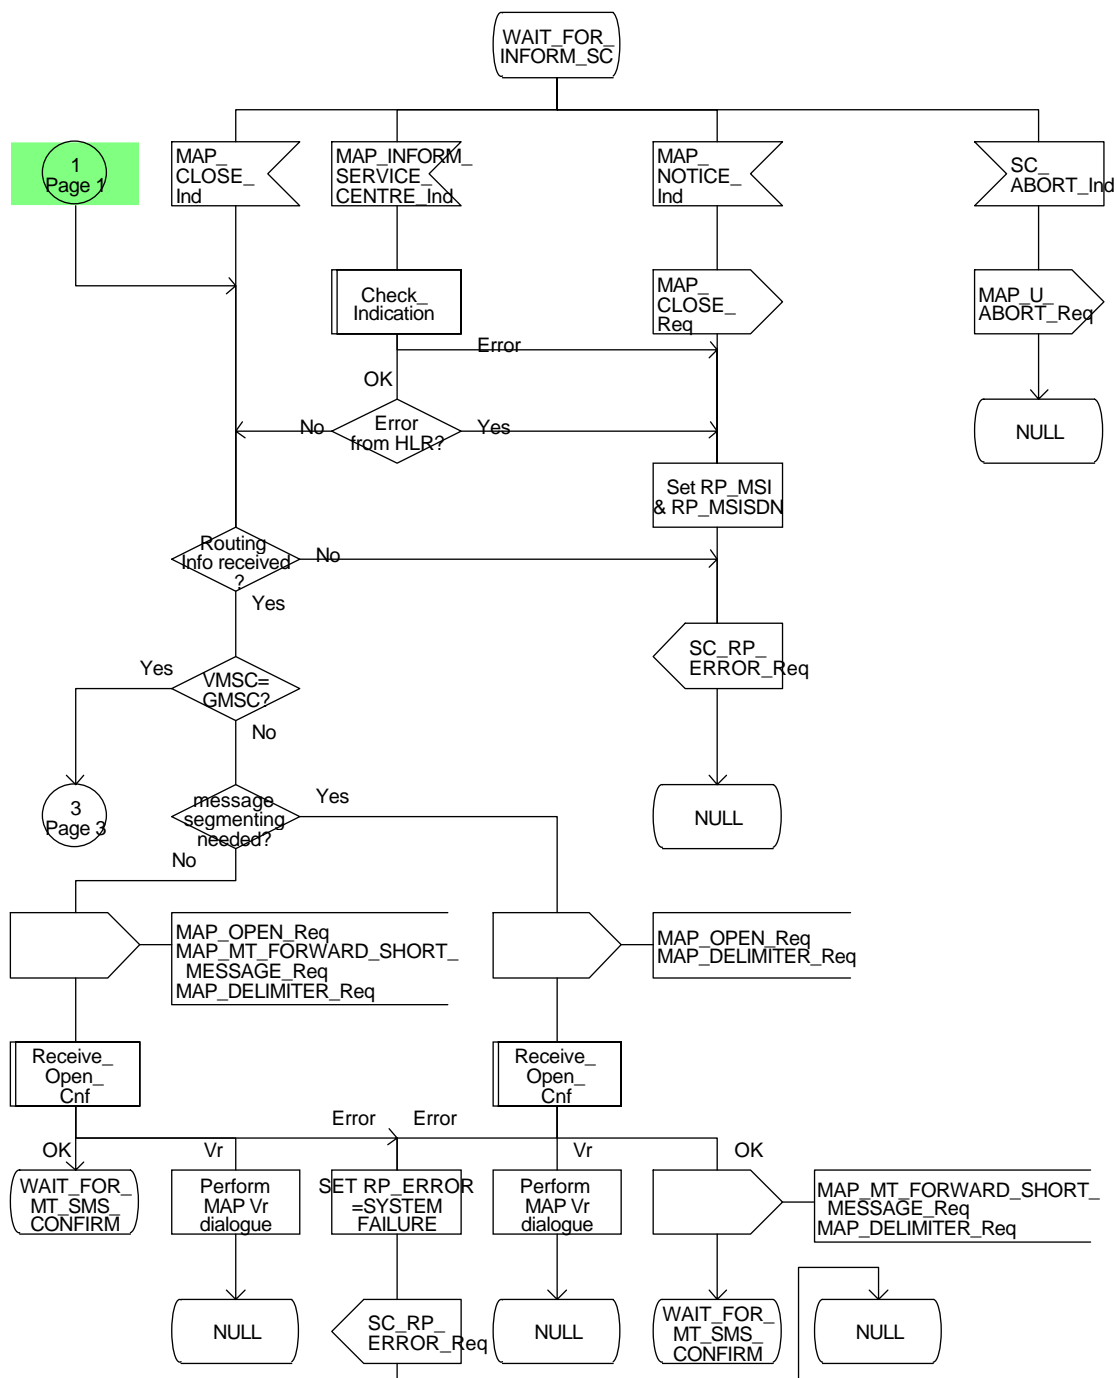 WAIT_FOR_
INFORM_SC
1
Page 1
MAP_
CLOSE_
Ind
MAP_INFORM_
SERVICE_
CENTRE_Ind
MAP_
NOTICE_
Ind
SC_
ABORT_Ind
Check_
Indication
MAP_
CLOSE_
Req
MAP_U_
ABORT_Req
Error
OK
No
Error
from HLR?
Yes
NULL
Set RP_MSI
& RP_MSISDN
Routing
Info received
?
No
Yes
SC_RP_
ERROR_Req
Yes
VMSC=
GMSC?
No
3
Page 3
message
segmenting
needed?
Yes
NULL
No
MAP_OPEN_Req
MAP_MT_FORWARD_SHORT_
MESSAGE_Req
MAP_DELIMITER_Req
MAP_OPEN_Req
MAP_DELIMITER_Req
Receive_
Open_
Cnf
Receive_
Open_
Cnf
Error
Error
OK
Vr
Vr
OK
WAIT_FOR_
MT_SMS_
CONFIRM
Perform
MAP Vr
dialogue
SET RP_ERROR
=SYSTEM
FAILURE
Perform
MAP Vr
dialogue
MAP_MT_FORWARD_SHORT_
MESSAGE_Req
MAP_DELIMITER_Req
NULL
SC_RP_
ERROR_Req
NULL
WAIT_FOR_
MT_SMS_
CONFIRM
NULL